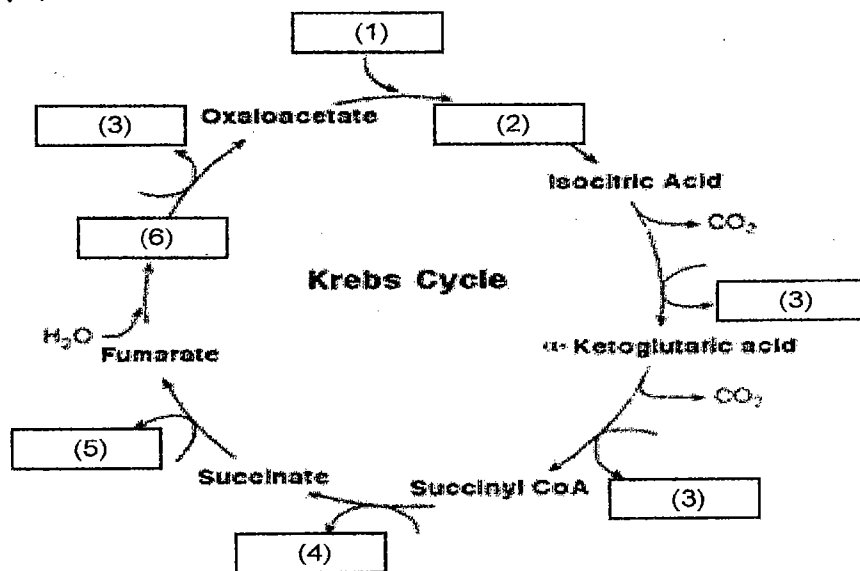 (1)
(3)
Oxaloacetate
(2)
Isocitric Acid
CO₂
(6)
Krebs Cycle
(3)
H₂O
Fumarate
α- Ketoglutaric acid
CO₂
(5)
Succinate
Succinyl CoA
(3)
(4)